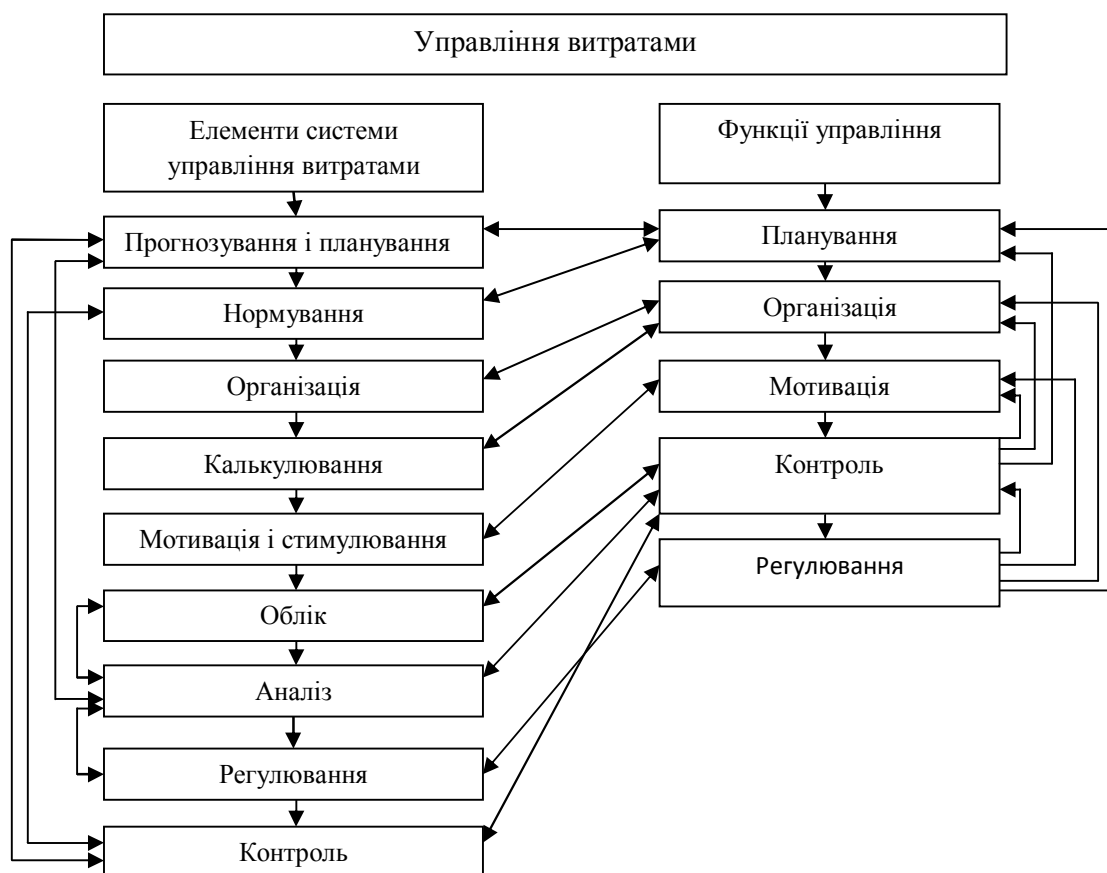 Управління витратами
Елементи системи
управління витратами
Прогнозування і планування
Нормування
Організація
Калькулювання
Мотивація і стимулювання
Облік
Аналіз
Регулювання
Контроль
Функції управління
Планування
Організація
Мотивація
Контроль
Регулювання